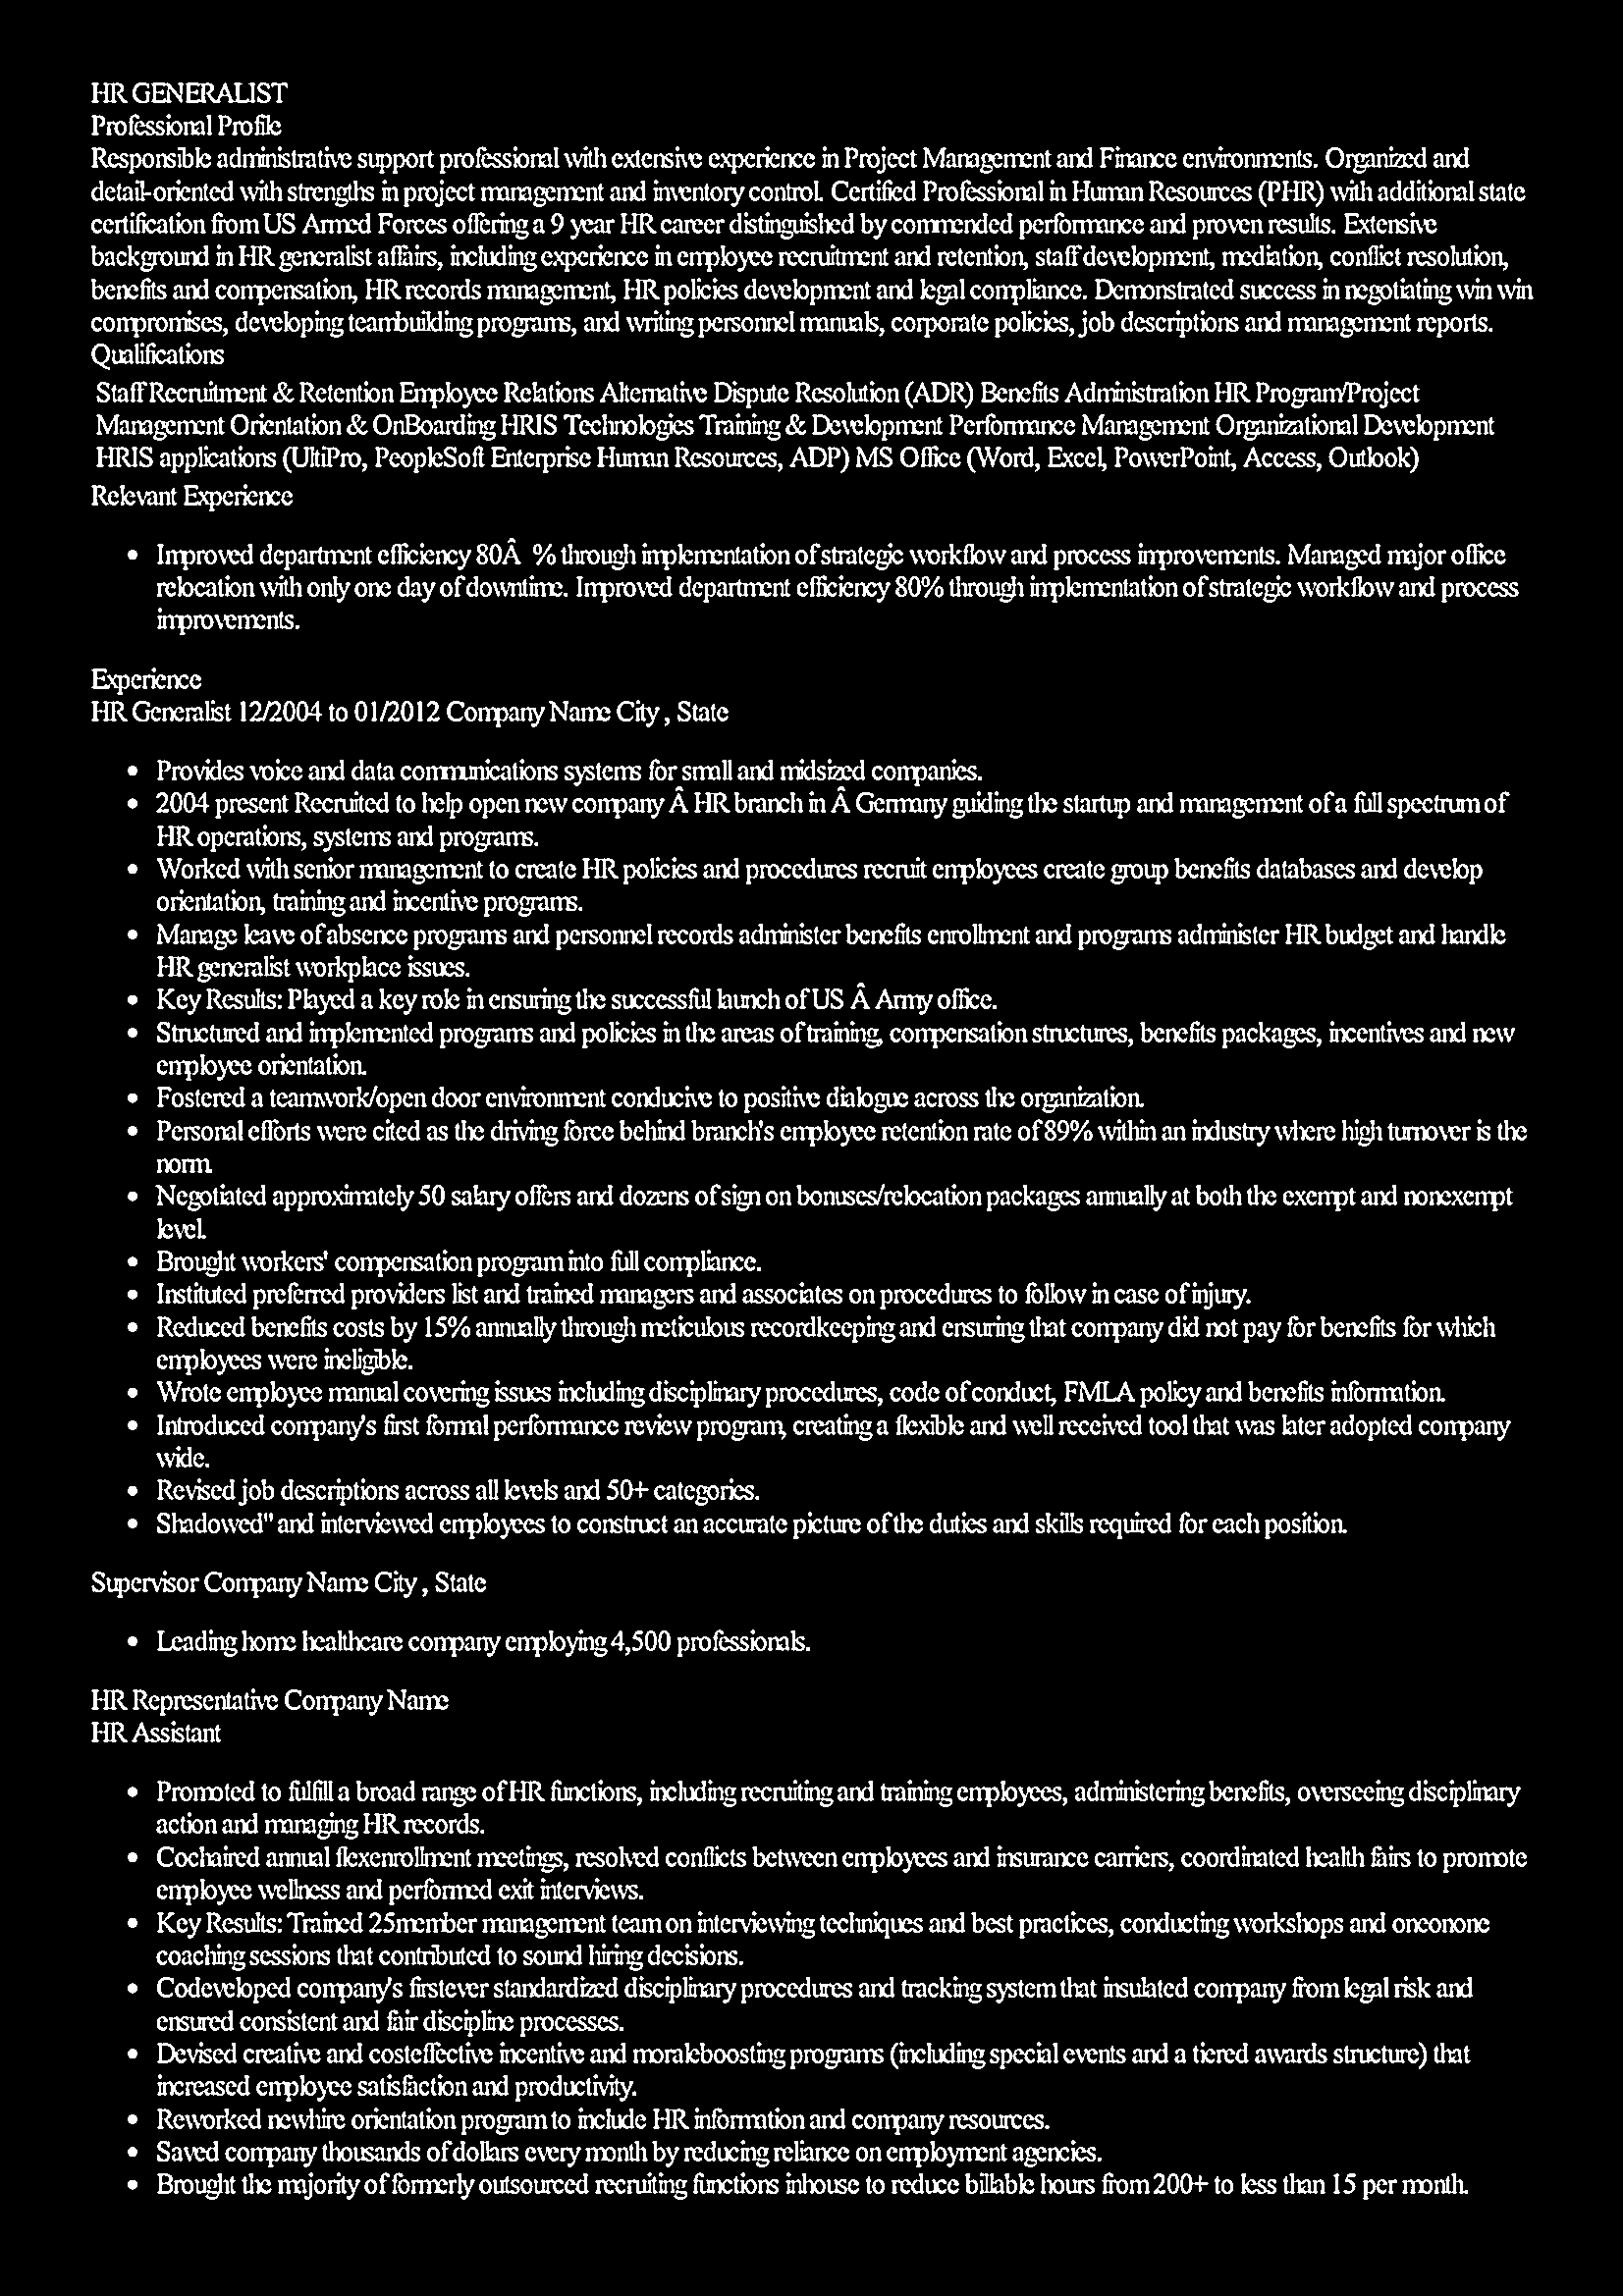 HR GENERALIST
Professional Profile
Responsible administrative support professional with extensive experience in Project Management and Finance environments. Organized and
detail-oriented with strengths in project management and inventory control. Certified Professional in Human Resources (PHR) with additional state
certification from US Armed Forces offering a 9 year HR career distinguished by commended performance and proven results. Extensive
background in HR generalist affairs, including experience in employee recruitment and retention, staff development, mediation, conflict resolution,
benefits and compensation, HR records management, HR policies development and legal compliance. Demonstrated success in negotiating win win
compromises, developing teambuilding programs, and writing personnel manuals, corporate policies, job descriptions and management reports.
Qualifications
Staff Recruitment & Retention Employee Relations Alternative Dispute Resolution (ADR) Benefits Administration HR Program/Project
Management Orientation & OnBoarding HRIS Technologies Training & Development Performance Management Organizational Development
HRIS applications (UltiPro, PeopleSoft Enterprise Human Resources, ADP) MS Office (Word, Excel, PowerPoint, Access, Outlook)
Relevant Experience
• Improved department efficiency 80Â  % through implementation of strategic workflow and process improvements. Managed major office
relocation with only one day of downtime. Improved department efficiency 80% through implementation of strategic workflow and process
improvements.
Experience
HR Generalist 12/2004 to 01/2012 Company Name City , State
• Provides voice and data communications systems for small and midsized companies.
• 2004 present Recruited to help open new company Â HR branch in Â Germany guiding the startup and management of a full spectrum of
HR operations, systems and programs.
• Worked with senior management to create HR policies and procedures recruit employees create group benefits databases and develop
orientation, training and incentive programs.
• Manage leave of absence programs and personnel records administer benefits enrollment and programs administer HR budget and handle
HR generalist workplace issues.
• Key Results: Played a key role in ensuring the successful launch of US Â Army office.
• Structured and implemented programs and policies in the areas of training, compensation structures, benefits packages, incentives and new
employee orientation.
• Fostered a teamwork/open door environment conducive to positive dialogue across the organization.
• Personal efforts were cited as the driving force behind branch's employee retention rate of 89% within an industry where high turnover is the
norm.
• Negotiated approximately 50 salary offers and dozens of sign on bonuses/relocation packages annually at both the exempt and nonexempt
level.
• Brought workers' compensation program into full compliance.
• Instituted preferred providers list and trained managers and associates on procedures to follow in case of injury.
• Reduced benefits costs by 15% annually through meticulous recordkeeping and ensuring that company did not pay for benefits for which
employees were ineligible.
• Wrote employee manual covering issues including disciplinary procedures, code of conduct, FMLA policy and benefits information.
• Introduced company's first formal performance review program, creating a flexible and well received tool that was later adopted company
wide.
• Revised job descriptions across all levels and 50+ categories.
• Shadowed" and interviewed employees to construct an accurate picture of the duties and skills required for each position.
Supervisor Company Name City , State
• Leading home healthcare company employing 4,500 professionals.
HR Representative Company Name
HR Assistant
• Promoted to fulfill a broad range of HR functions, including recruiting and training employees, administering benefits, overseeing disciplinary
action and managing HR records.
• Cochaired annual flexenrollment meetings, resolved conflicts between employees and insurance carriers, coordinated health fairs to promote
employee wellness and performed exit interviews.
• Key Results: Trained 25member management team on interviewing techniques and best practices, conducting workshops and oneonone
coaching sessions that contributed to sound hiring decisions.
• Codeveloped company's firstever standardized disciplinary procedures and tracking system that insulated company from legal risk and
ensured consistent and fair discipline processes.
• Devised creative and costeffective incentive and moraleboosting programs (including special events and a tiered awards structure) that
increased employee satisfaction and productivity.
• Reworked newhire orientation program to include HR information and company resources.
• Saved company thousands of dollars every month by reducing reliance on employment agencies.
• Brought the majority of formerly outsourced recruiting functions inhouse to reduce billable hours from 200+ to less than 15 per month.